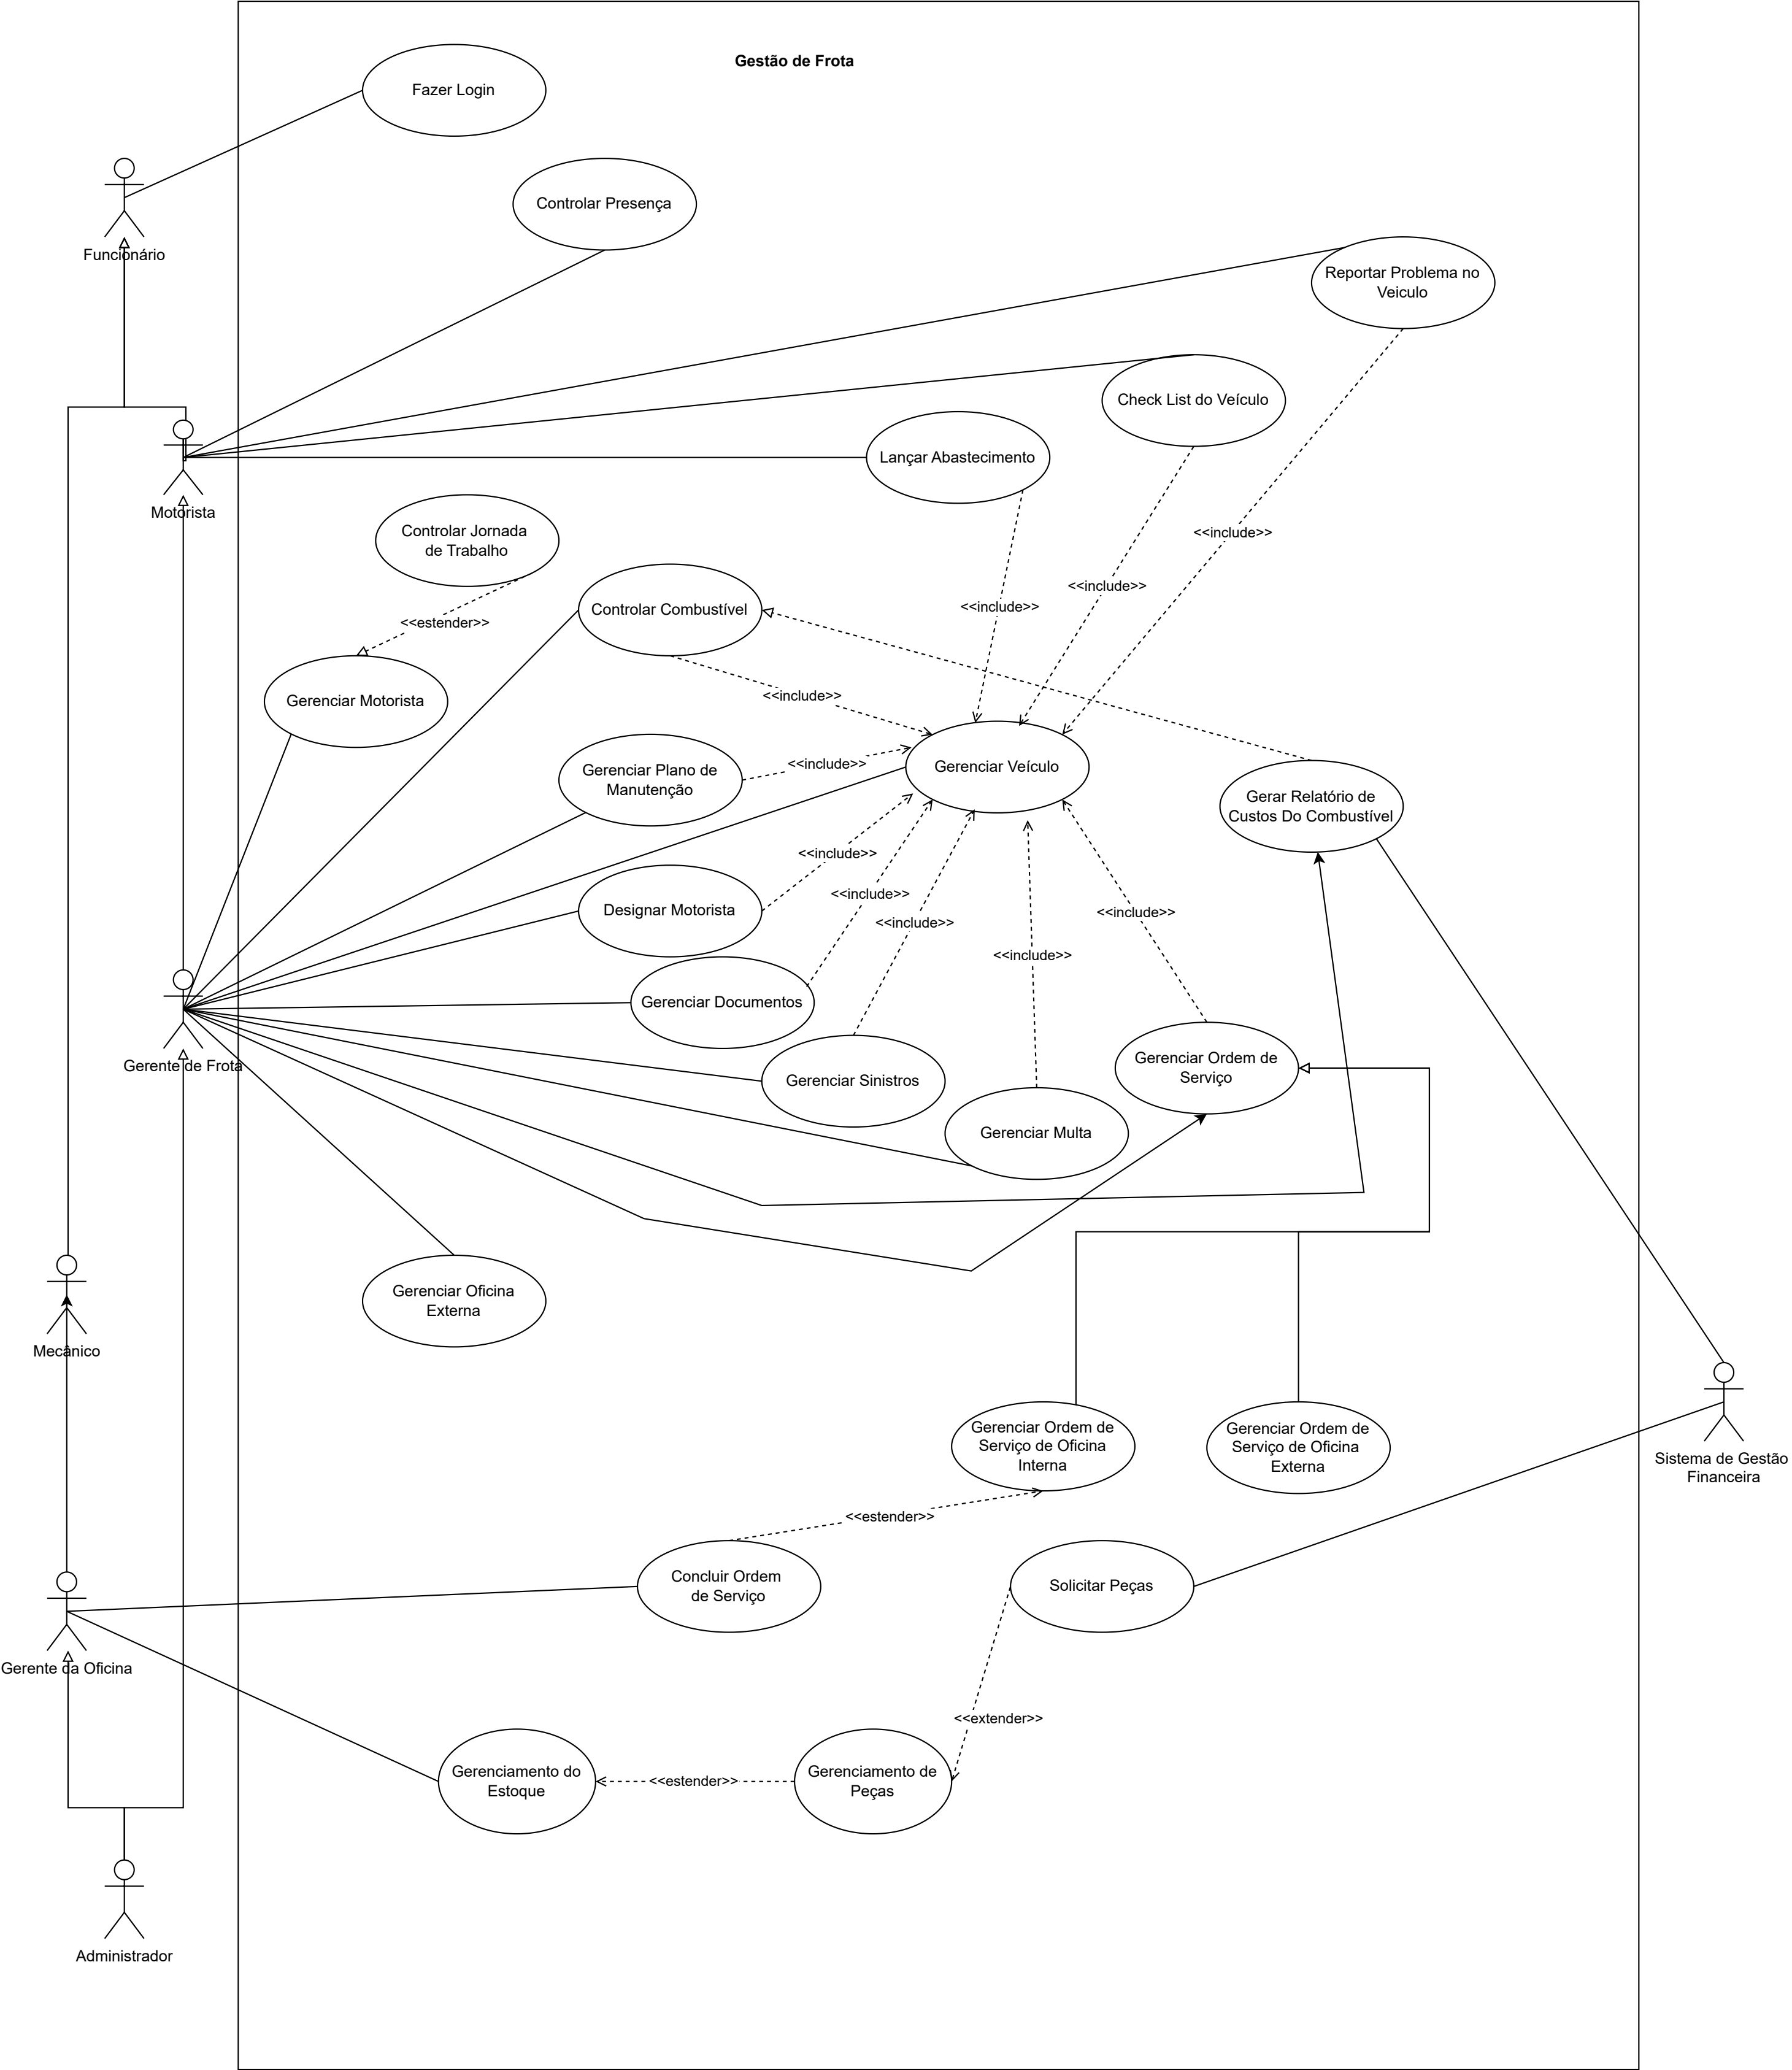 Gestão de Frota
Fazer Login
Controlar Presença
Funcionário
Reportar Problema no
Veiculo
Check List do Veículo
Lançar Abastecimento
Motorista
Controlar Jornada
de Trabalho
<<include>>
<<include>>
<<include>>
Controlar Combustível
<<estender>>
Gerenciar Motorista
<<include>>
Gerenciar Plano de
Manutenção
<<include>>
Gerenciar Veículo
Gerar Relatório de
Custos Do Combustível
<<include>>
<<include>>
<<include>>
<<include>>
<<include>>
Designar Motorista
Gerenciar Documentos
Gerente de Frota
Gerenciar Sinistros
Gerenciar Ordem de
Serviço
Gerenciar Multa
Gerenciar Oficina
Externa
Mecânico
Gerenciar Ordem de
Serviço de Oficina
Interna
Gerenciar Ordem de
Serviço de Oficina
Externa
Sistema de Gestão
Financeira
<<estender>>
Concluir Ordem
de Serviço
Solicitar Peças
Gerente da Oficina
<<extender>>
Gerenciamento do
Estoque
<<estender>>
Gerenciamento de
Peças
Administrador